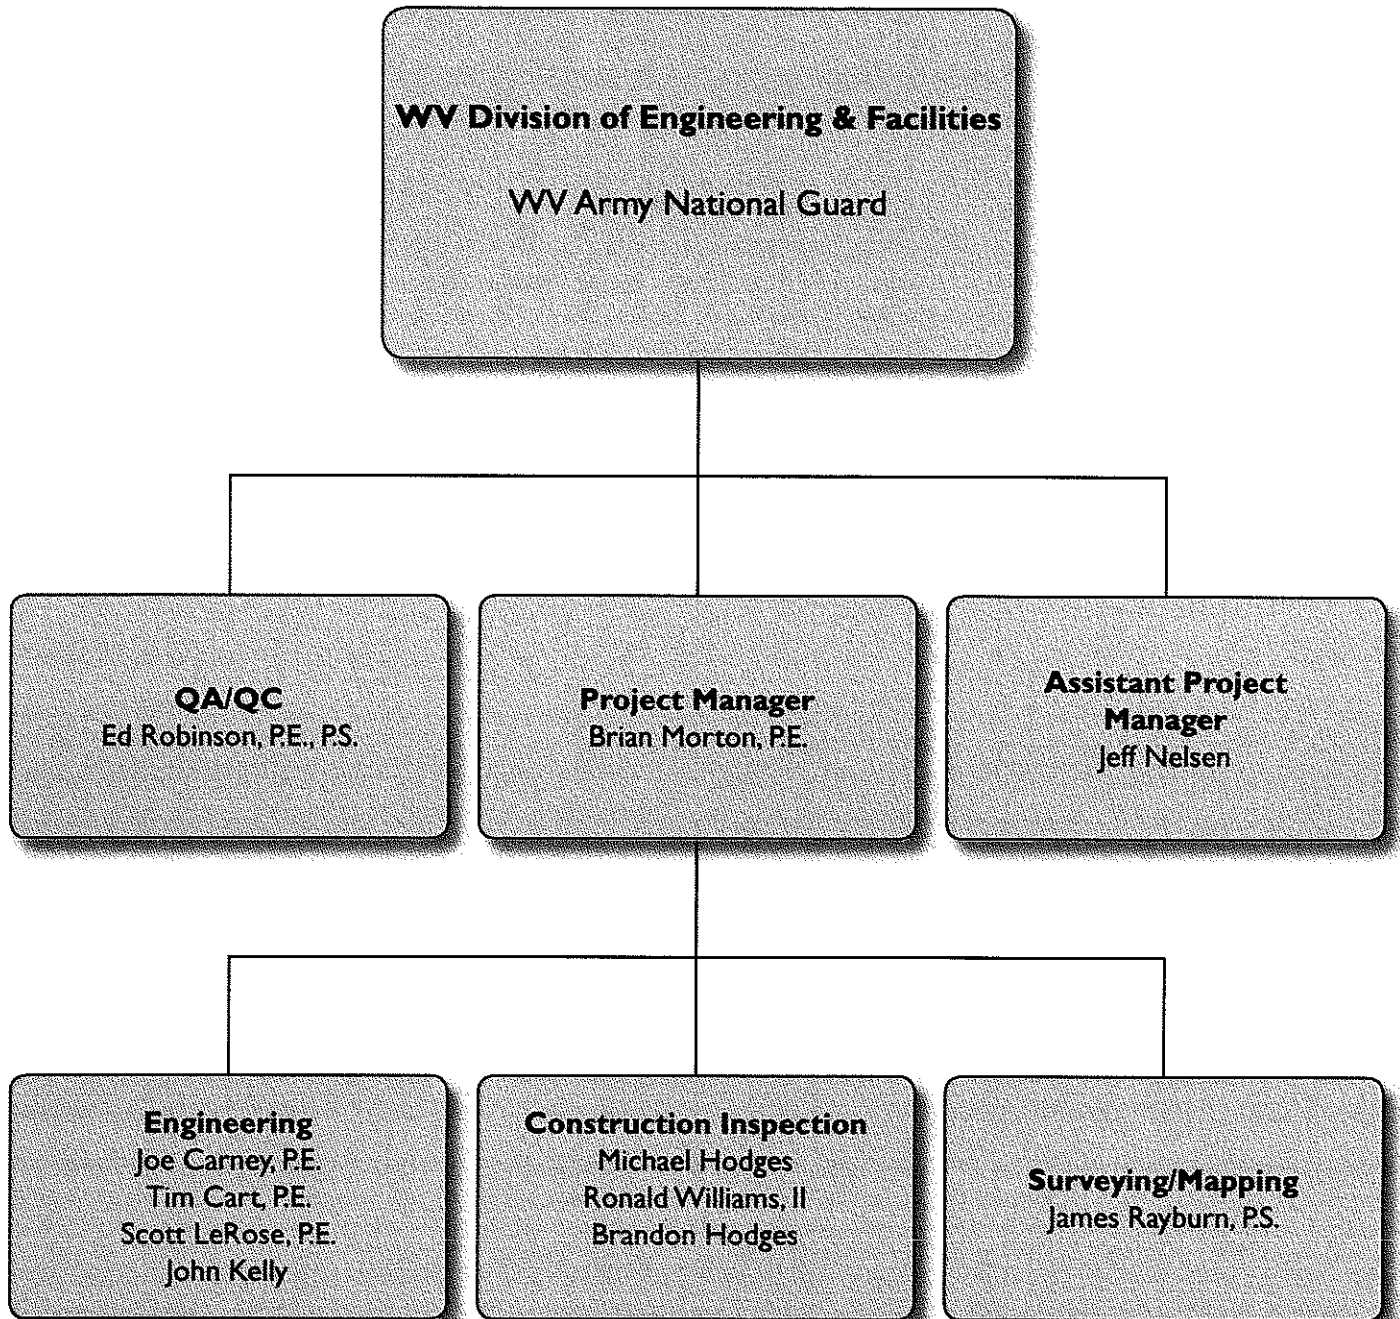 WV Division of Engineering & Facilities
WV Army National Guard
QA/QC
Ed Robinson, P.E., P.S.
Project Manager
Brian Morton, P.E.
Assistant Project
Manager
Jeff Nelsen
Engineering
Joe Carney, P.E.
Tim Cart, P.E.
Scott LeRose, P.E.
John Kelly
Construction Inspection
Michael Hodges
Ronald Williams, II
Brandon Hodges
Surveying/Mapping
James Rayburn, P.S.